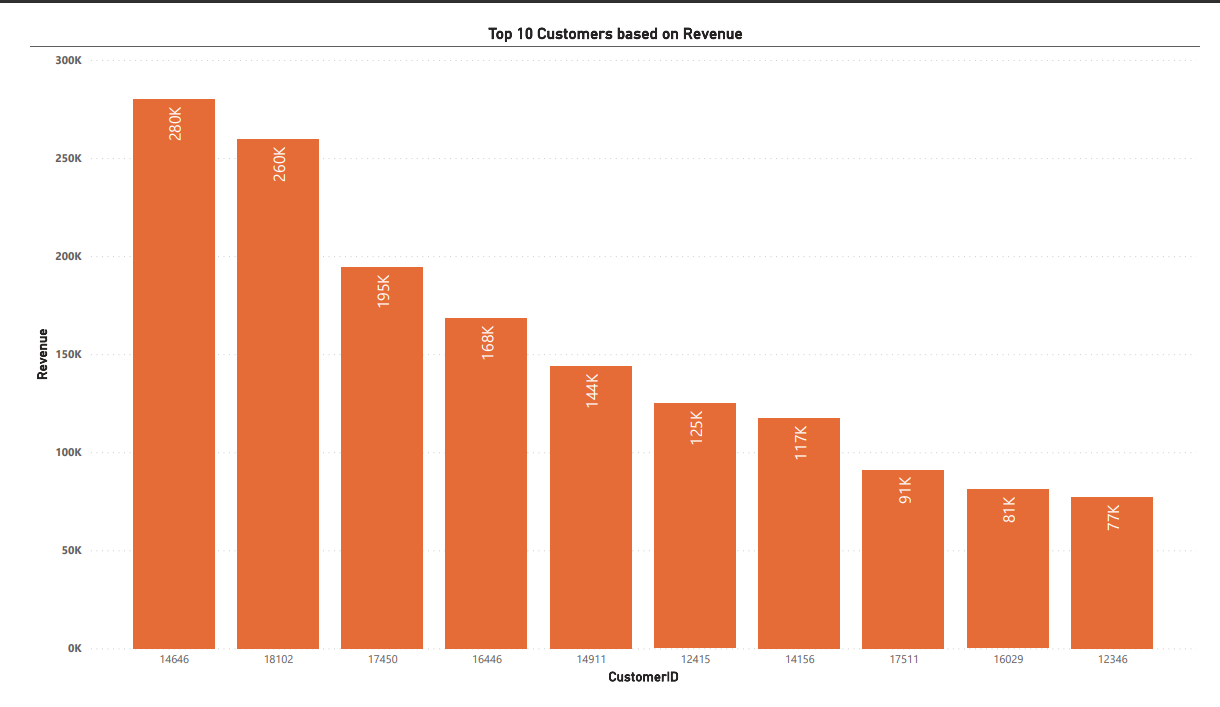 Top 10 Customers based on Revenue
300K
250K
200K
150K
100K
50K
0K
Revenue
280K
260K
195K
168K
144K
125K
117K
91K
81K
77K
14646
18102
17450
16446
14911
12415
14156
17511
16029
12346
CustomerID